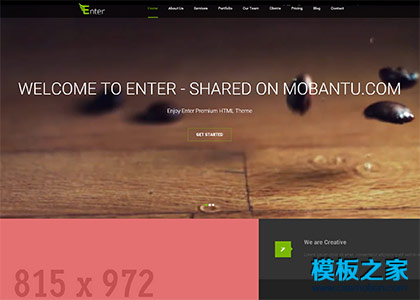 Enter
Home About Us Services Portfolio Our Team Clients Pricing Blog Contact
WELCOME TO ENTER - SHARED ON MOBANTU.COM
Enjoy Enter Premium HTML Theme
GET STARTED
815 x 972
We are Creative
模板之家